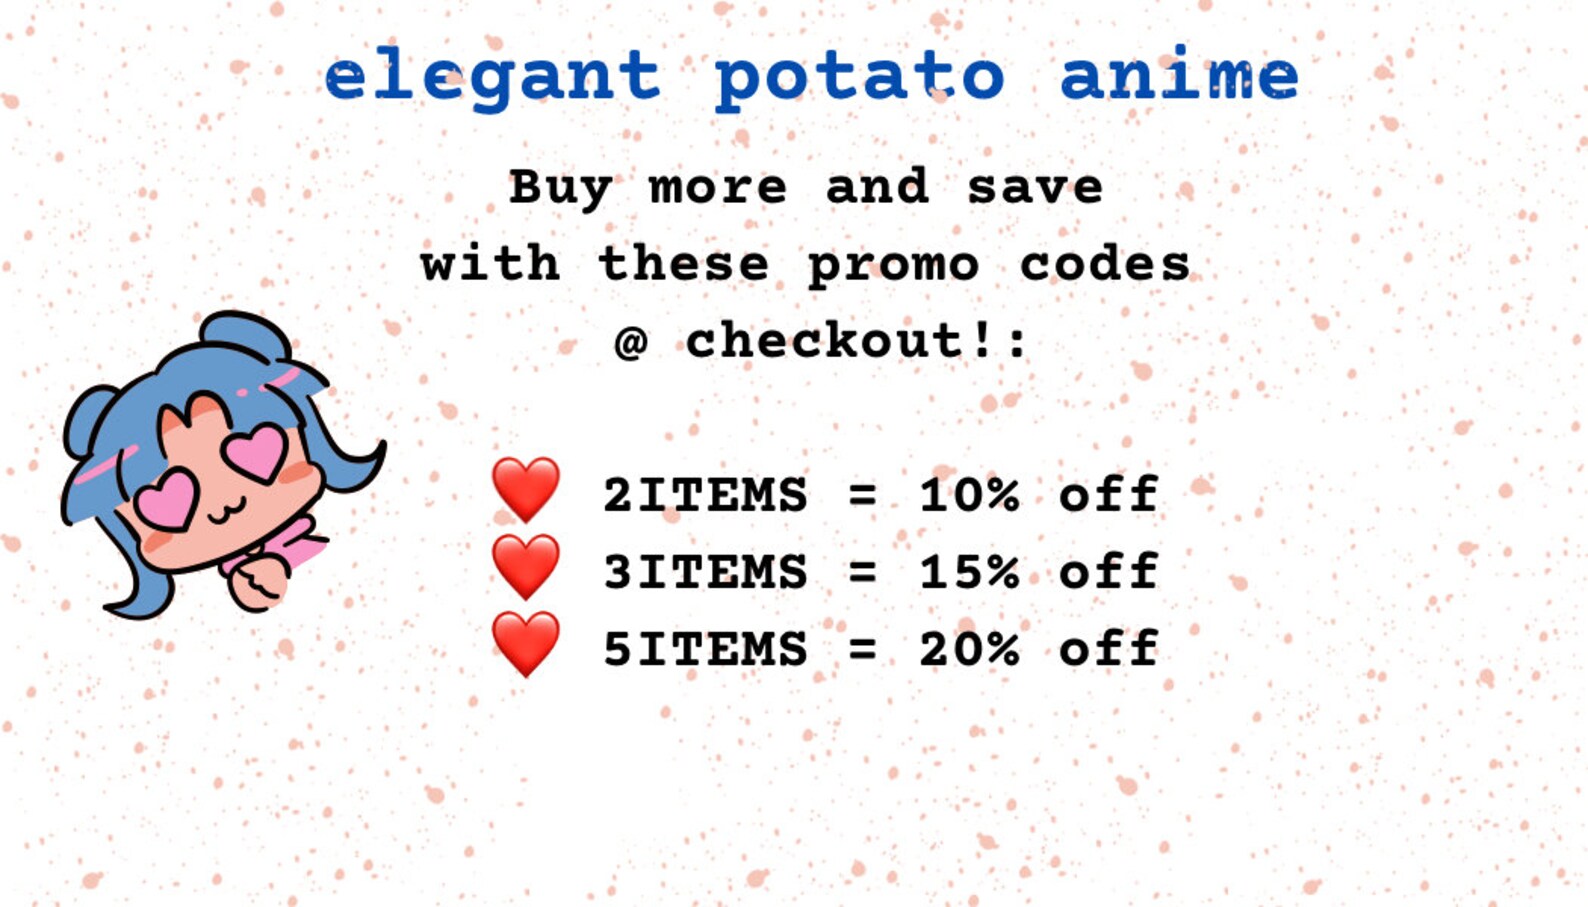 elegant potato anime
Buy more and save
with these promo codes
@ checkout!:
❤️ 2ITEMS = 10% off
❤️ 3ITEMS = 15% off
❤️ 5ITEMS = 20% off